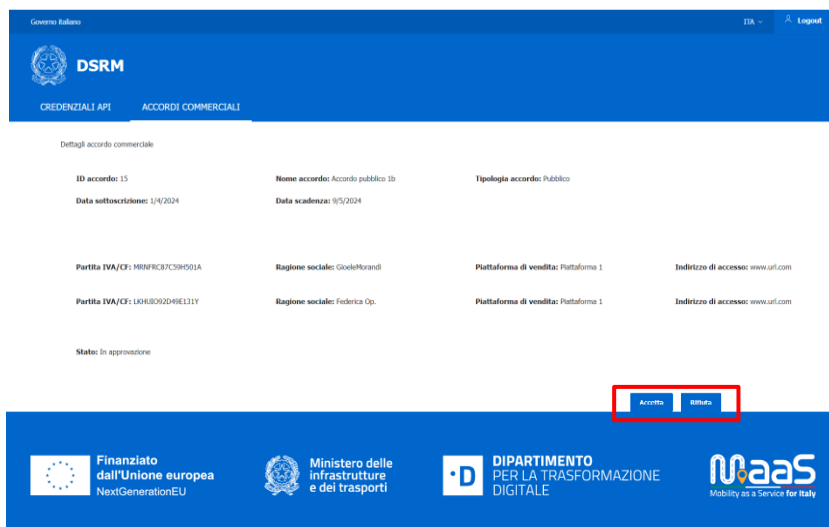 Governo italiano
ITA
Logout
DSRM
CREDENZIALI API ACCORDI COMMERCIALI
Dettagli accordo commerciale
ID accordo: 15 Nome accordo: Accordo pubblico 1b Tipologia accordo: Pubblico
Data sottoscrizione: 1/4/2024 Data scadenza: 9/5/2024
Partita IVA/CF: MRNFRC87C59H501A Ragione sociale: GioeleMorandi Piattaforma di vendita: Piattaforma 1 Indirizzo di accesso: www.url.com
Partita IVA/CF: LKHUIO92D49E131Y Ragione sociale: Federica Op. Piattaforma di vendita: Piattaforma 1 Indirizzo di accesso: www.url.com
Stato: In approvazione
Accetta Rifiuta
Finanziato
dall'Unione europea
NextGenerationEU
Ministero delle
infrastrutture
e dei trasporti
•D
DIPARTIMENTO
PER LA TRASFORMAZIONE
DIGITALE
MaaS
Mobility as a Service for Italy